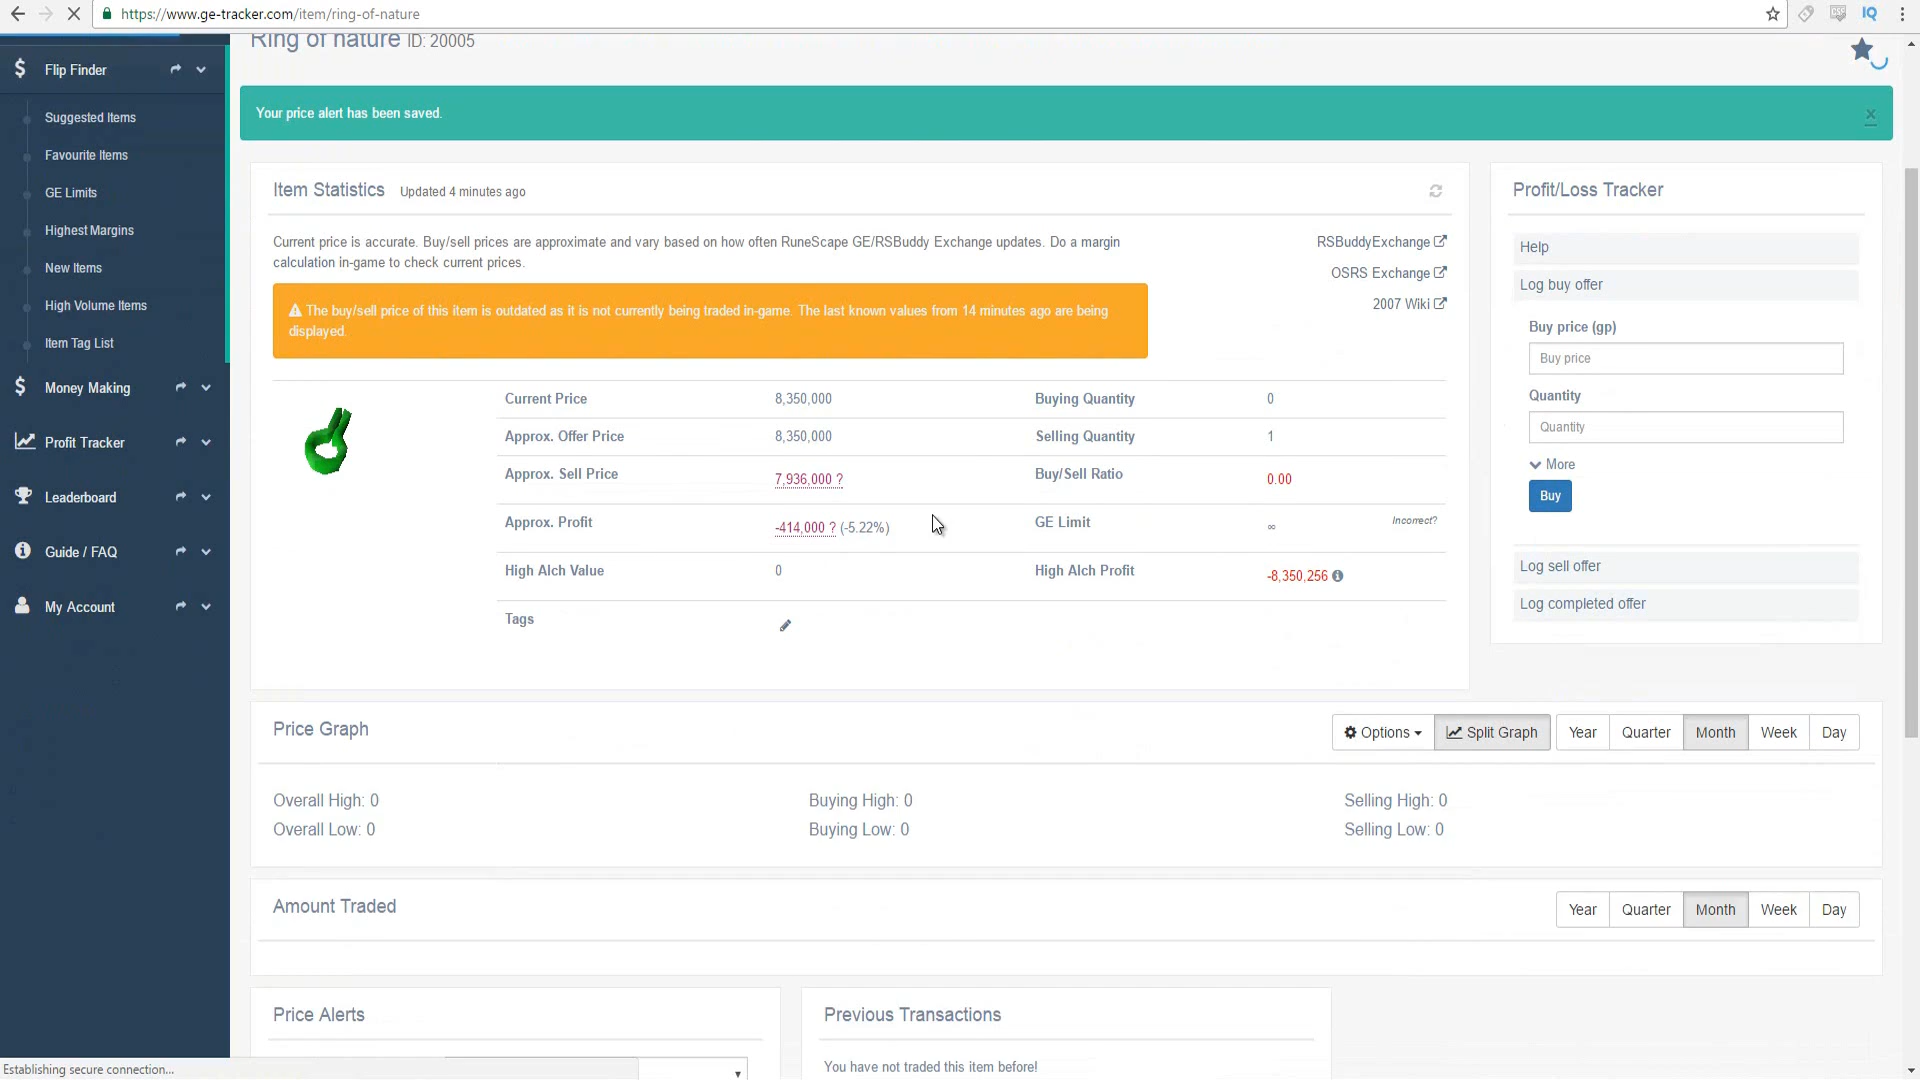 https://www.ge-tracker.com/item/ring-of-nature
IQ
Ring of nature ID: 20005
Flip Finder
Suggested Items
Favourite Items
GE Limits
Highest Margins
New Items
High Volume Items
Item Tag List
Money Making
Profit Tracker
Leaderboard
Guide / FAQ
My Account
Your price alert has been saved.
x
Item Statistics Updated 4 minutes ago
Current price is accurate. Buy/sell prices are approximate and vary based on how often RuneScape GE/RSBuddy Exchange updates. Do a margin
calculation in-game to check current prices.
RSBuddyExchange
OSRS Exchange
2007 Wiki
The buy/sell price of this item is outdated as it is not currently being traded in-game. The last known values from 14 minutes ago are being
displayed.
Current Price 8,350,000 Buying Quantity 0
Approx. Offer Price 8,350,000 Selling Quantity 1
Approx. Sell Price 7,936,000 ? Buy/Sell Ratio 0.00
Approx. Profit -414,000 ? (-5.22%) GE Limit ∞ Incorrect?
High Alch Value 0 High Alch Profit -8,350,256
Tags
Profit/Loss Tracker
Help
Log buy offer
Buy price (gp)
Buy price
Quantity
Quantity
More
Buy
Log sell offer
Log completed offer
Price Graph Options Split Graph Year Quarter Month Week Day
Overall High: 0 Buying High: 0 Selling High: 0
Overall Low: 0 Buying Low: 0 Selling Low: 0
Amount Traded Year Quarter Month Week Day
Price Alerts
Previous Transactions
You have not traded this item before!
Establishing secure connection...